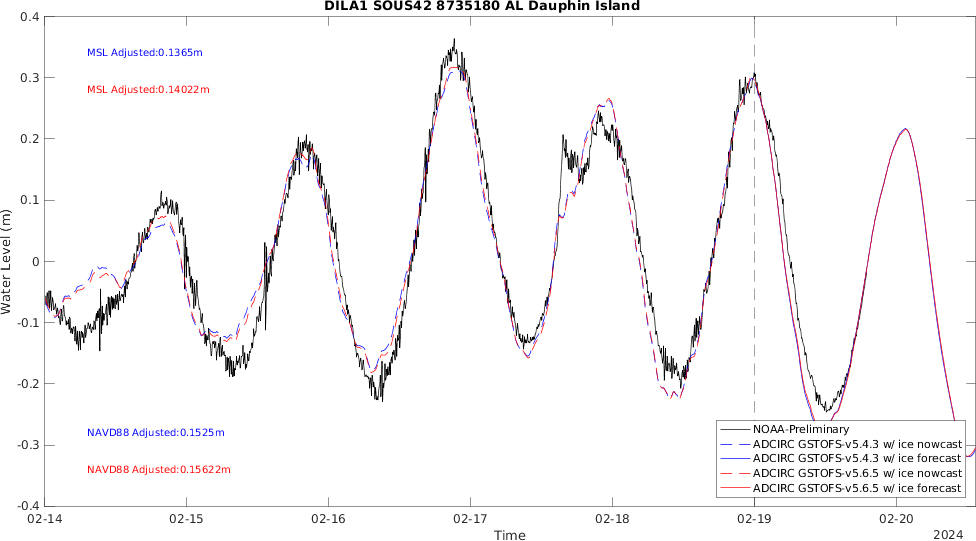 DILA1 SOUS42 8735180 AL Dauphin Island
0.4
MSL Adjusted:0.1365m
0.3
MSL Adjusted:0.14022m
0.2
0.1
0
Water Level (m)
-0.1
-0.2
-0.3
-0.4
NAVD88 Adjusted:0.1525m
NAVD88 Adjusted:0.15622m
NOAA-Preliminary
ADCIRC GSTOFS-v5.4.3 w/ ice nowcast
ADCIRC GSTOFS-v5.4.3 w/ ice forecast
ADCIRC GSTOFS-v5.6.5 w/ ice nowcast
ADCIRC GSTOFS-v5.6.5 w/ ice forecast
02-14 02-15 02-16 02-17 02-18 02-19 02-20
Time
2024